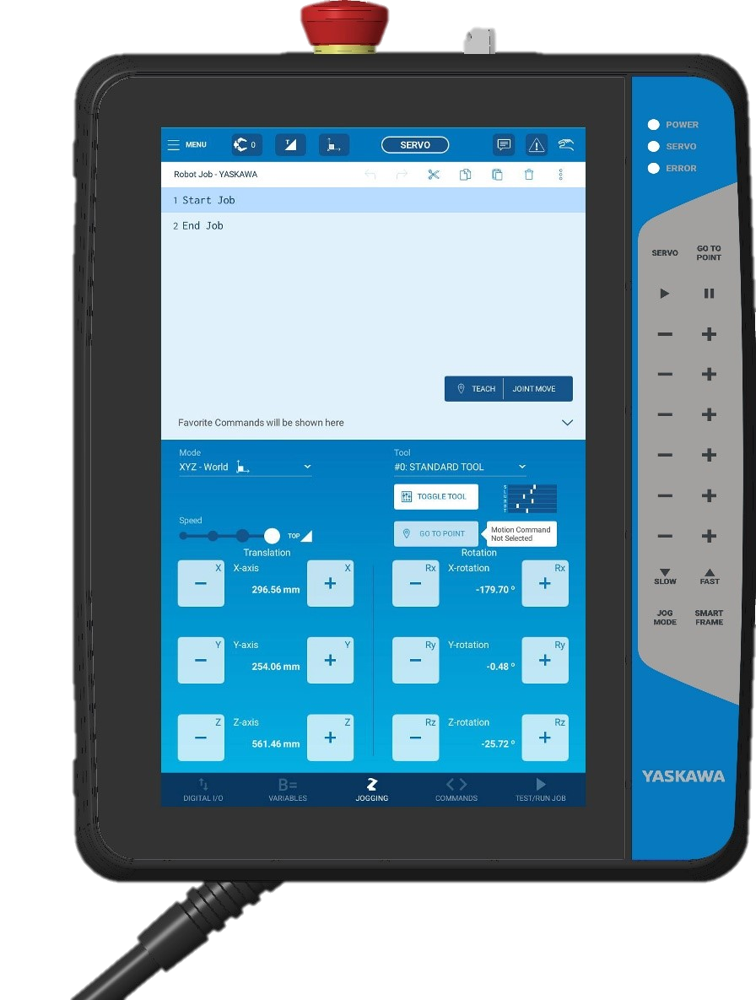 MENU
0
T
SERVO
Robot Job - YASKAWA
1 Start Job
2 End Job
TEACH
JOINT MOVE
Favorite Commands will be shown here
Mode
XYZ - World
Tool
#0: STANDARD TOOL
TOGGLE TOOL
S
L
U
R
B
T
Speed
TOP
GO TO POINT
Motion Command
Not Selected
Translation
Rotation
− X
X-axis
296.56 mm
+ X
− Rx
X-rotation
-179.70 º
+ Rx
− Y
Y-axis
254.06 mm
+ Y
− Ry
Y-rotation
-0.48 º
+ Ry
− Z
Z-axis
561.46 mm
+ Z
− Rz
Z-rotation
-25.72 º
+ Rz
DIGITAL I/O
B=
VARIABLES
JOGGING
COMMANDS
TEST/RUN JOB
POWER
SERVO
ERROR
SERVO
GO TO
POINT
− +
− +
− +
− +
− +
− +
SLOW
FAST
JOG
MODE
SMART
FRAME
YASKAWA